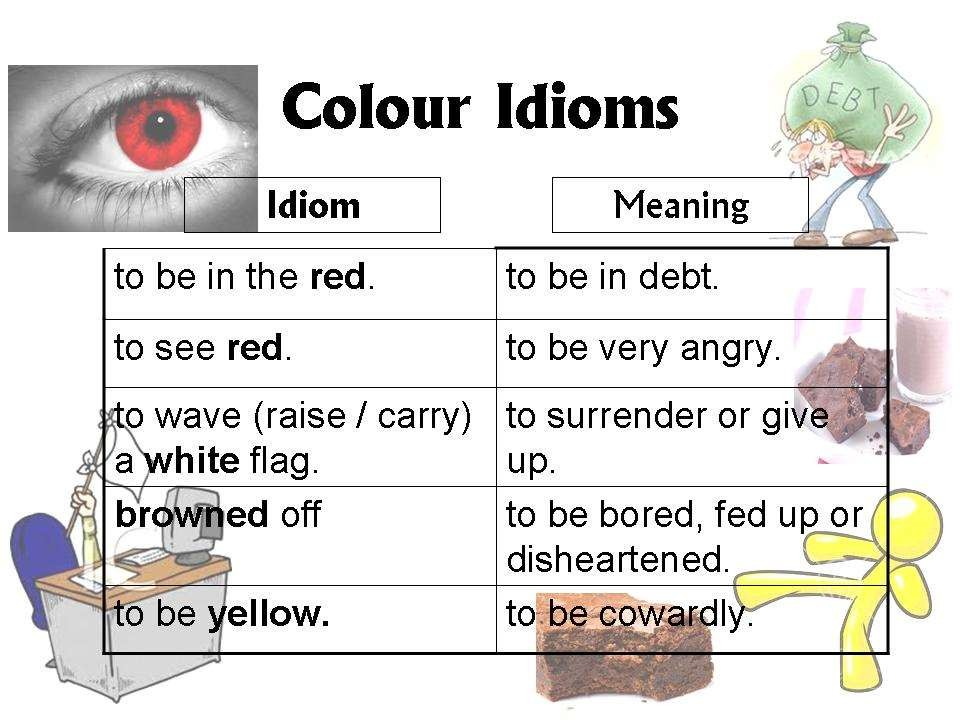 Colour Idioms
DEBT
Idiom
Meaning
to be in the red.
to be in debt.
to see red.
to be very angry.
to wave (raise / carry)
a white flag.
to surrender or give
up.
browned off
to be bored, fed up or
disheartened.
to be yellow.
to be cowardly.